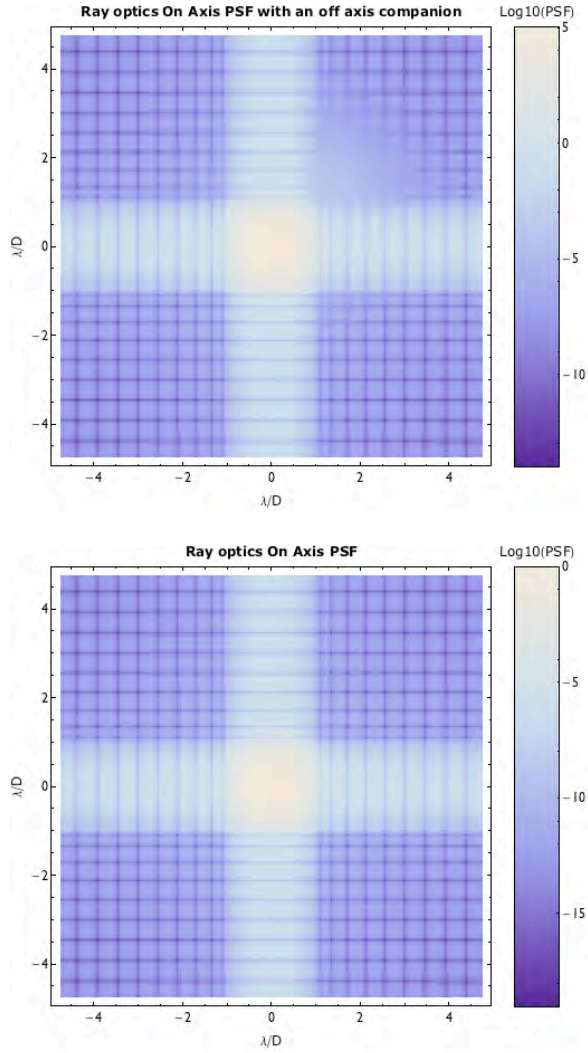 Ray optics On Axis PSF with an off axis companion
Log10(PSF)
5
0
−5
−10
4
2
0
−2
−4
λ/D
−4 −2 0 2 4
λ/D
Ray optics On Axis PSF
Log10(PSF)
0
−5
−10
−15
4
2
0
−2
−4
λ/D
−4 −2 0 2 4
λ/D